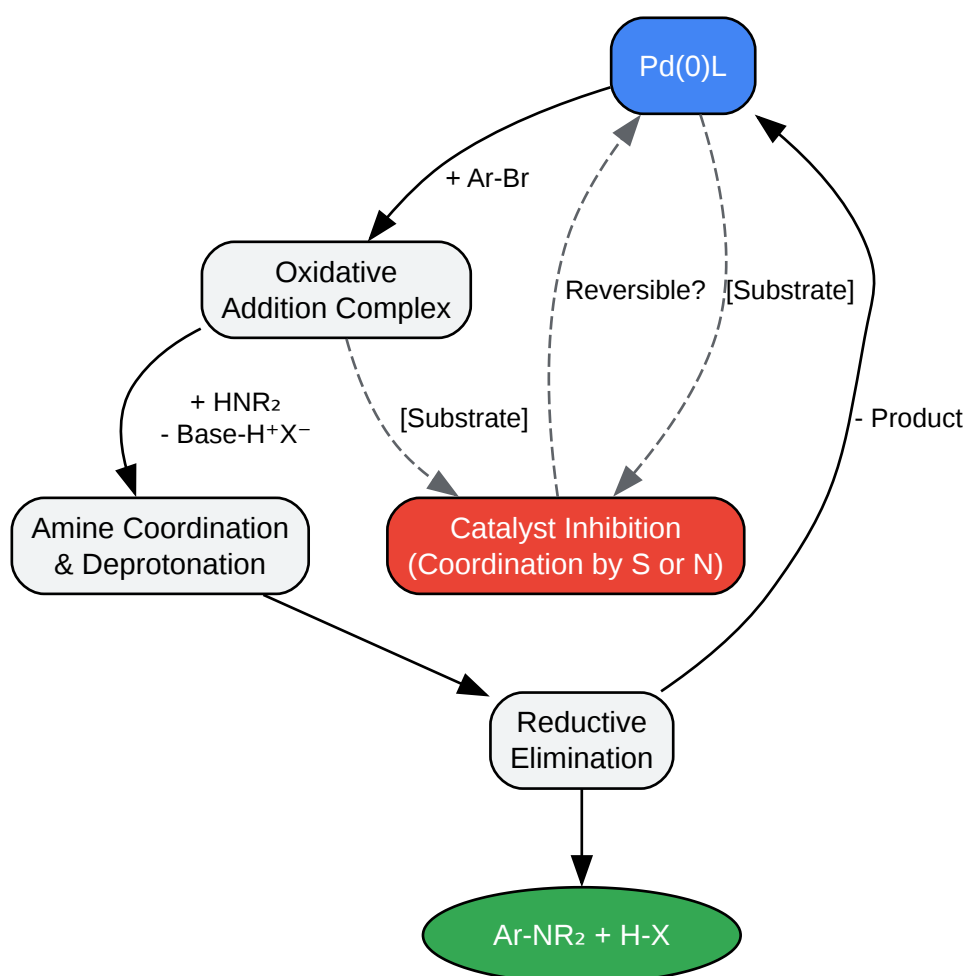 Pd(0)L
+ Ar-Br
Oxidative
Addition Complex
Reversible?
[Substrate]
+ HNR₂
- Base-H⁺X⁻
[Substrate]
- Product
Amine Coordination
& Deprotonation
Catalyst Inhibition
(Coordination by S or N)
Reductive
Elimination
Ar-NR₂ + H-X